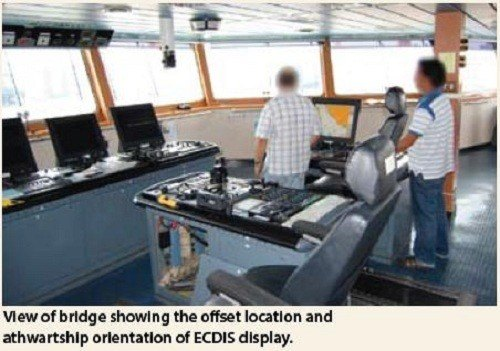 View of bridge showing the offset location and
athwartship orientation of ECDIS display.